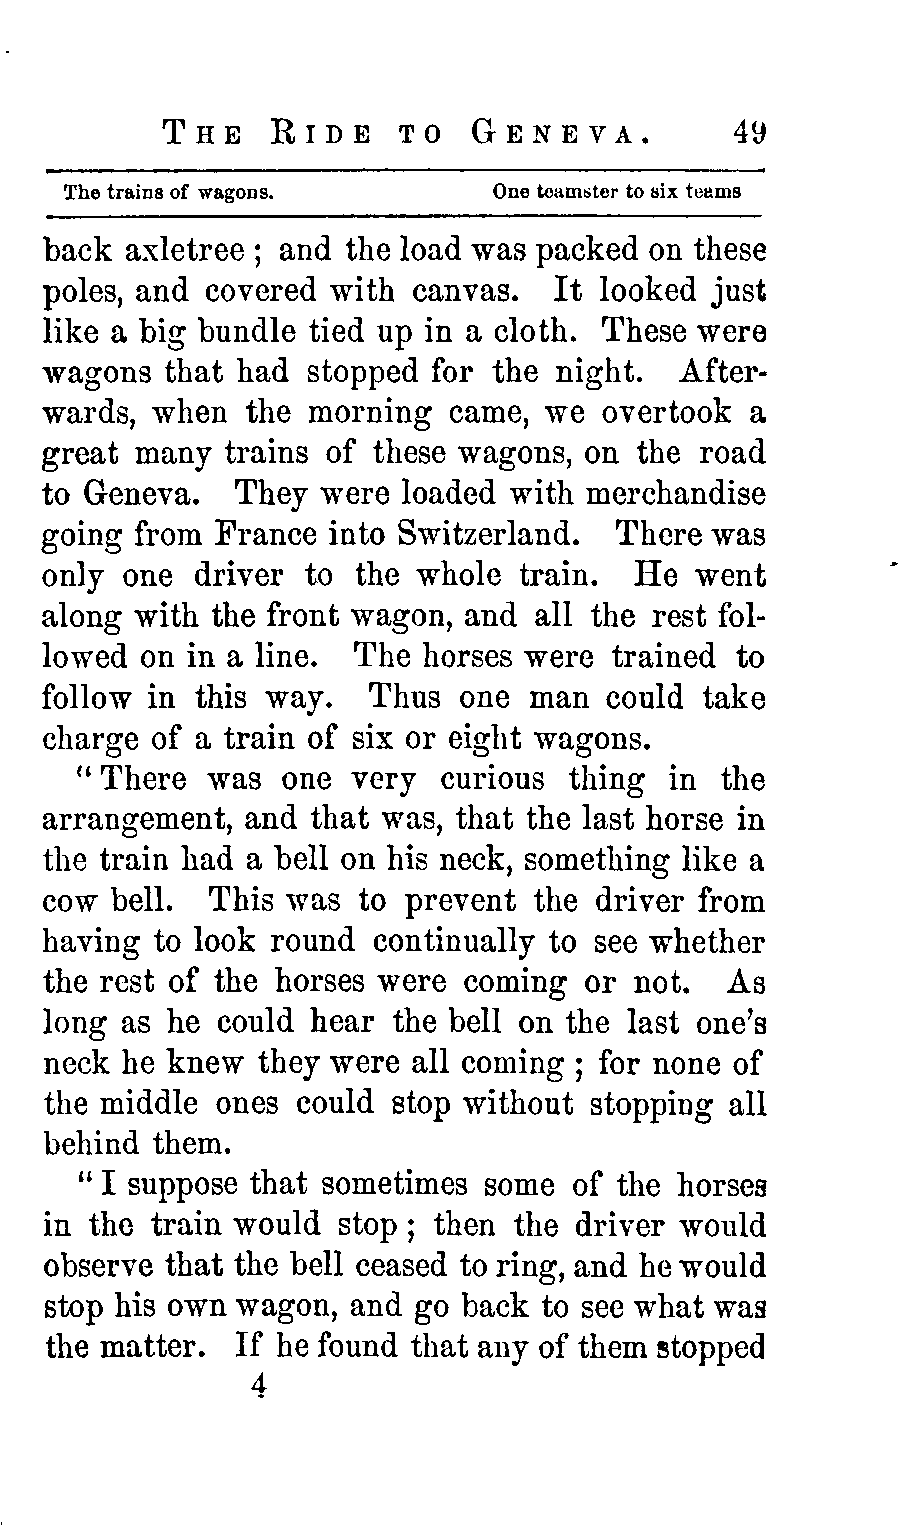 THE RIDE TO GENEVA. 49
The trains of wagons. One teamster to six teams
back axletree ; and the load was packed on these
poles, and covered with canvas. It looked just
like a big bundle tied up in a cloth. These were
wagons that had stopped for the night. After-
wards, when the morning came, we overtook a
great many trains of these wagons, on the road
to Geneva. They were loaded with merchandise
going from France into Switzerland. There was
only one driver to the whole train. He went
along with the front wagon, and all the rest fol-
lowed on in a line. The horses were trained to
follow in this way. Thus one man could take
charge of a train of six or eight wagons.
“ There was one very curious thing in the
arrangement, and that was, that the last horse in
the train had a bell on his neck, something like a
cow bell. This was to prevent the driver from
having to look round continually to see whether
the rest of the horses were coming or not. As
long as he could hear the bell on the last one’s
neck he knew they were all coming ; for none of
the middle ones could stop without stopping all
behind them.
“ I suppose that sometimes some of the horses
in the train would stop ; then the driver would
observe that the bell ceased to ring, and he would
stop his own wagon, and go back to see what was
the matter. If he found that any of them stopped
4